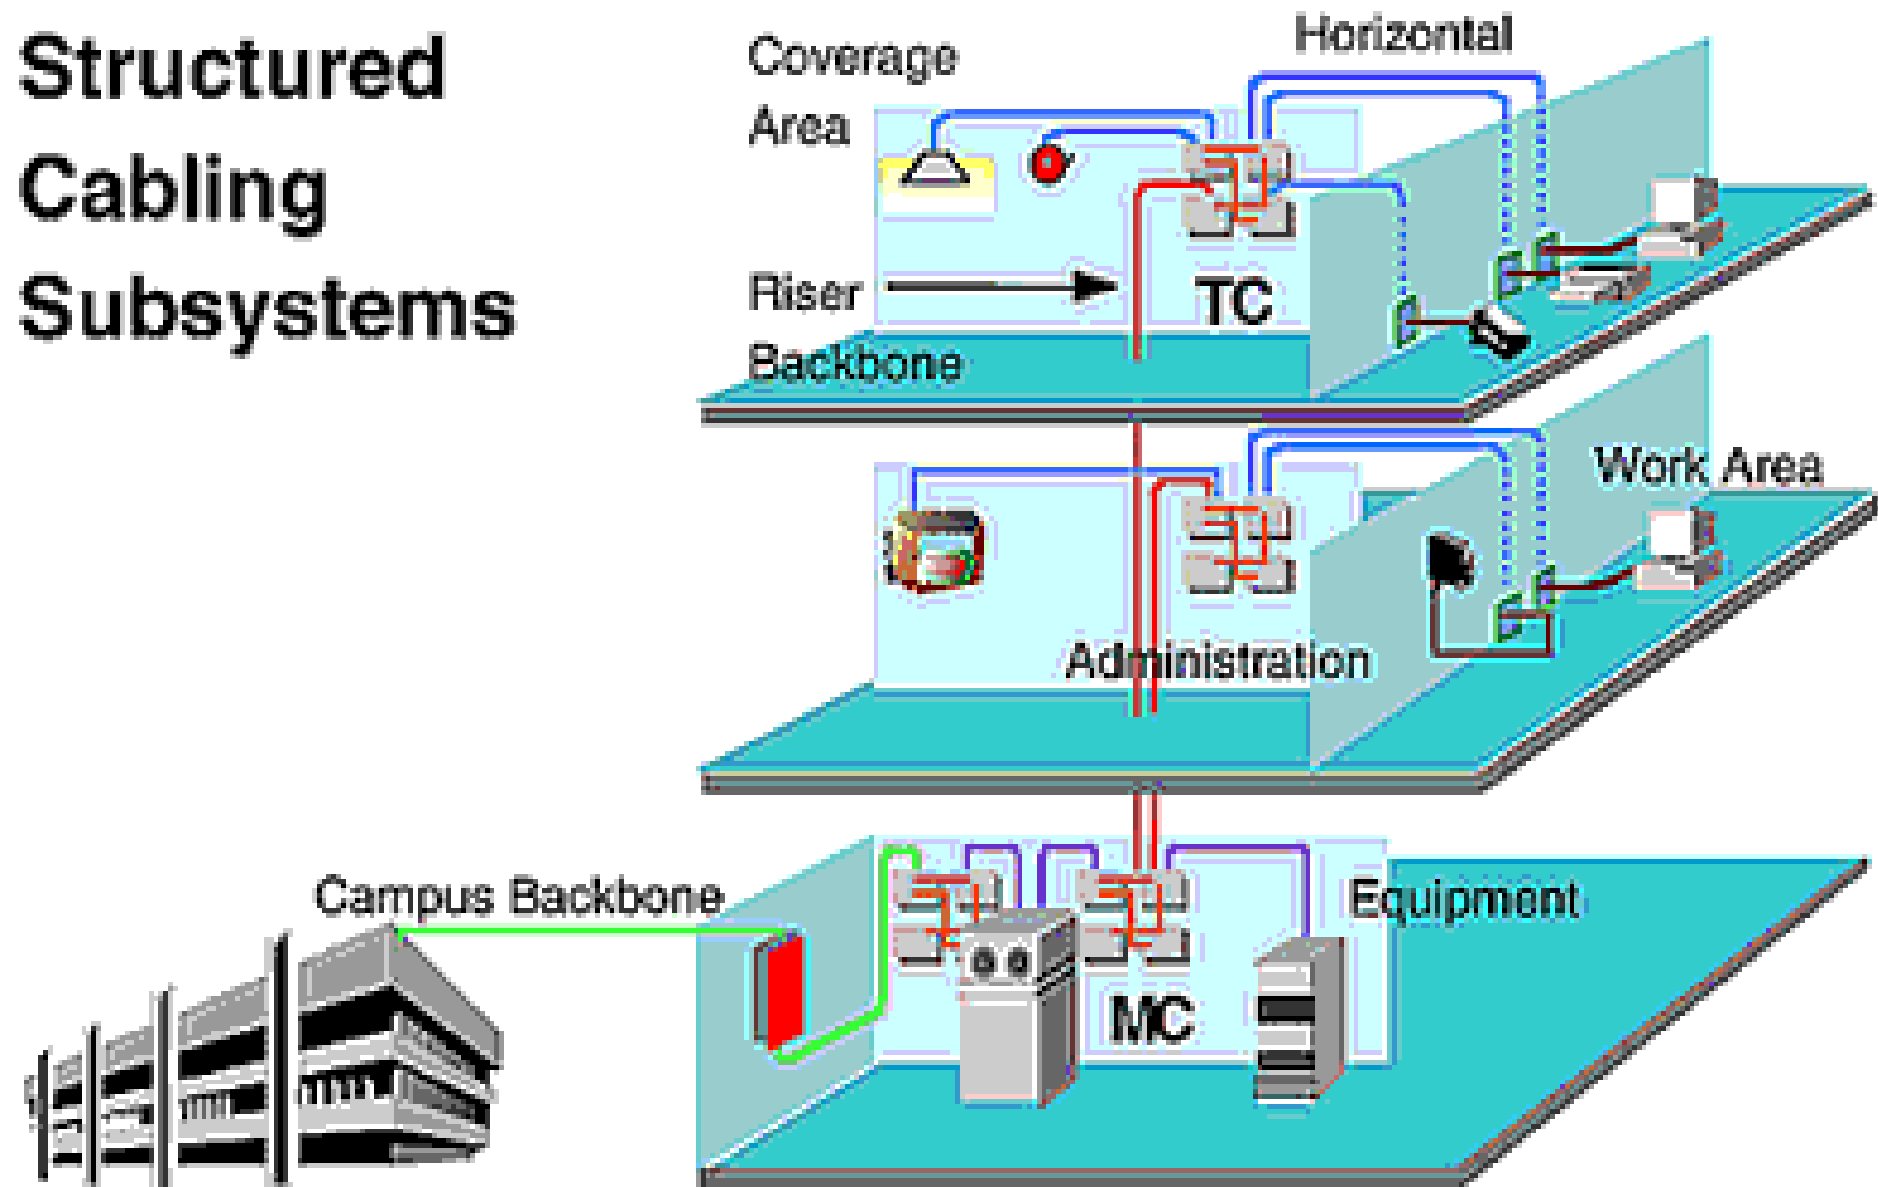 Structured
Cabling
Subsystems
Coverage
Area
Horizontal
Riser
Backbone
TC
Work Area
Administration
Campus Backbone
Equipment
MC